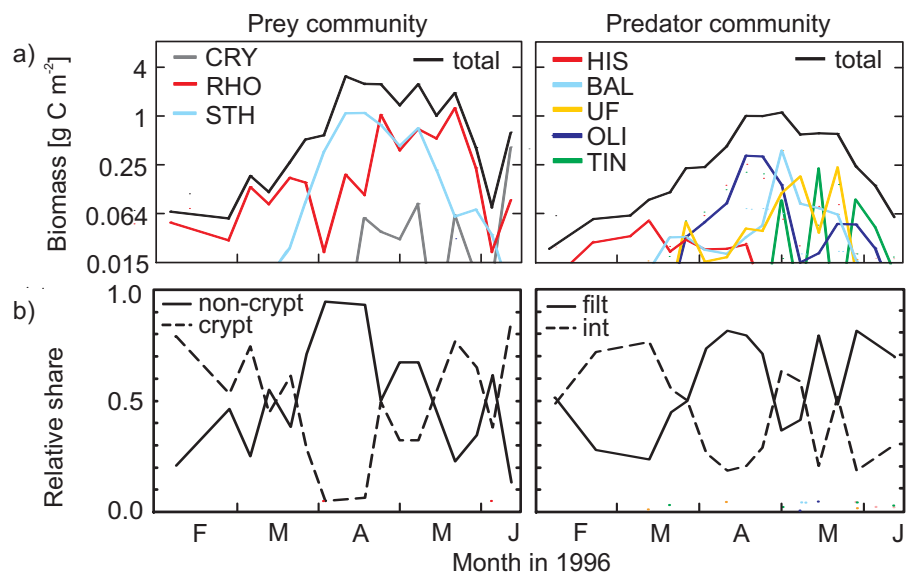 Prey community
Predator community
a)
CRY
RHO
STH
total
HIS
BAL
UF
OLI
TIN
total
Biomass [g C m⁻²]
4
1
0.25
0.064
0.015
b)
non-crypt
crypt
filt
int
Relative share
1.0
0.5
0.0
F M A M J
F M A M J
Month in 1996